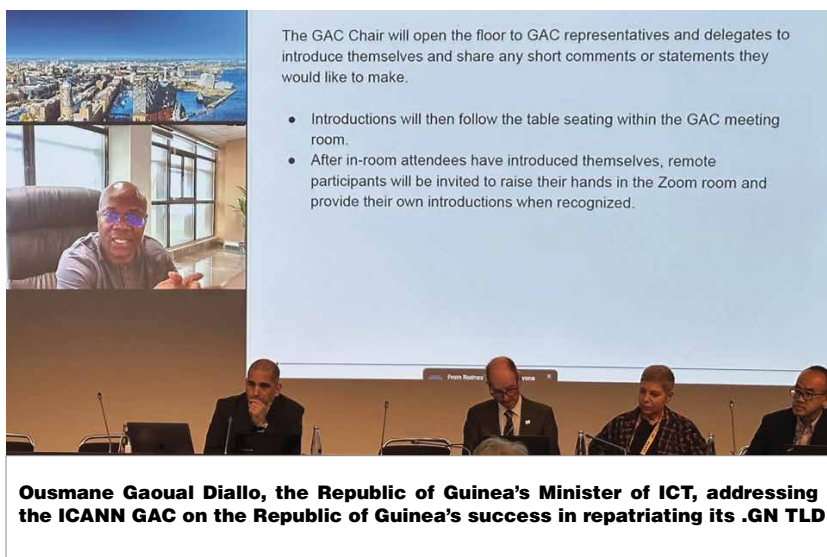 The GAC Chair will open the floor to GAC representatives and delegates to
introduce themselves and share any short comments or statements they
would like to make.
● Introductions will then follow the table seating within the GAC meeting
room.
● After in-room attendees have introduced themselves, remote
participants will be invited to raise their hands in the Zoom room and
provide their own introductions when recognized.
From Rodney
Ousmane Gaoual Diallo, the Republic of Guinea’s Minister of ICT, addressing
the ICANN GAC on the Republic of Guinea’s success in repatriating its .GN TLD